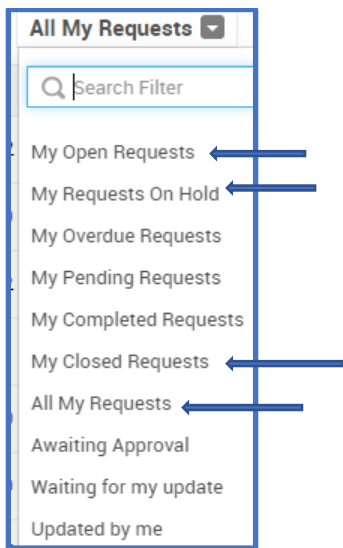 All My Requests
Search Filter
My Open Requests
My Requests On Hold
My Overdue Requests
My Pending Requests
My Completed Requests
My Closed Requests
All My Requests
Awaiting Approval
Waiting for my update
Updated by me